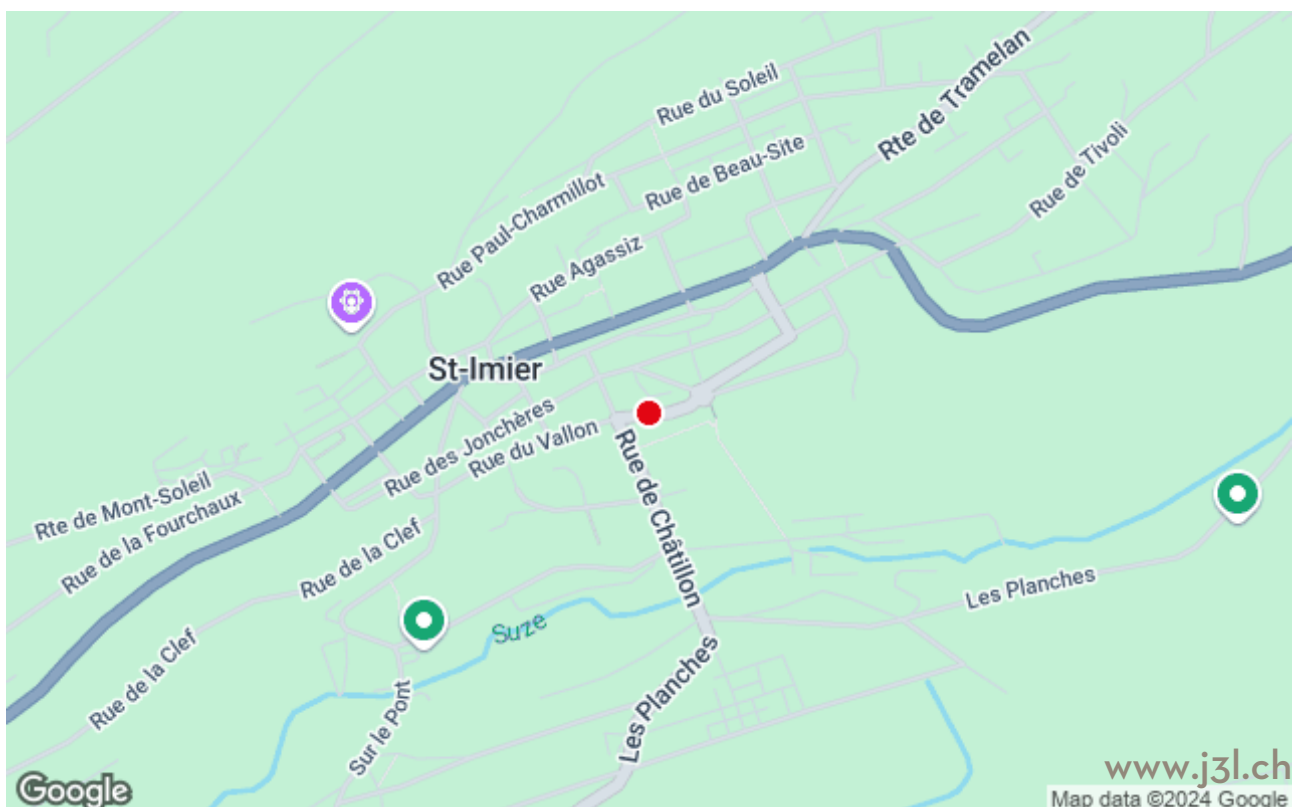 Rue du Soleil
Rte de Tramelan
Rue de Tivoli
Rue de Beau-Site
Rue Paul-Charmillot
Rue Agassiz
St-Imier
Rue des Jonchères
Rue du Vallon
Rue de Châtillon
Rte de Mont-Soleil
Rue de la Fourchaux
Rue de la Clef
Les Planches
Suze
Rue de la Clef
Les Planches
Sur le Pont
www.j3l.ch
Google
Map data ©2024 Google